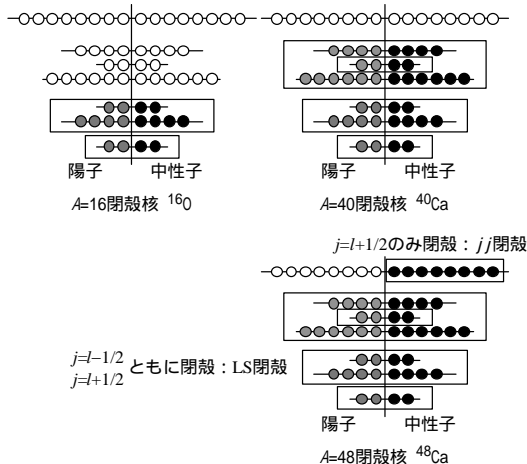 陽子 中性子
A=16閉殻核 ¹⁶O
陽子 中性子
A=40閉殻核 ⁴⁰Ca
j=l+1/2のみ閉殻：jj閉殻
j=l−1/2
j=l+1/2 ともに閉殻：LS閉殻
陽子 中性子
A=48閉殻核 ⁴⁸Ca